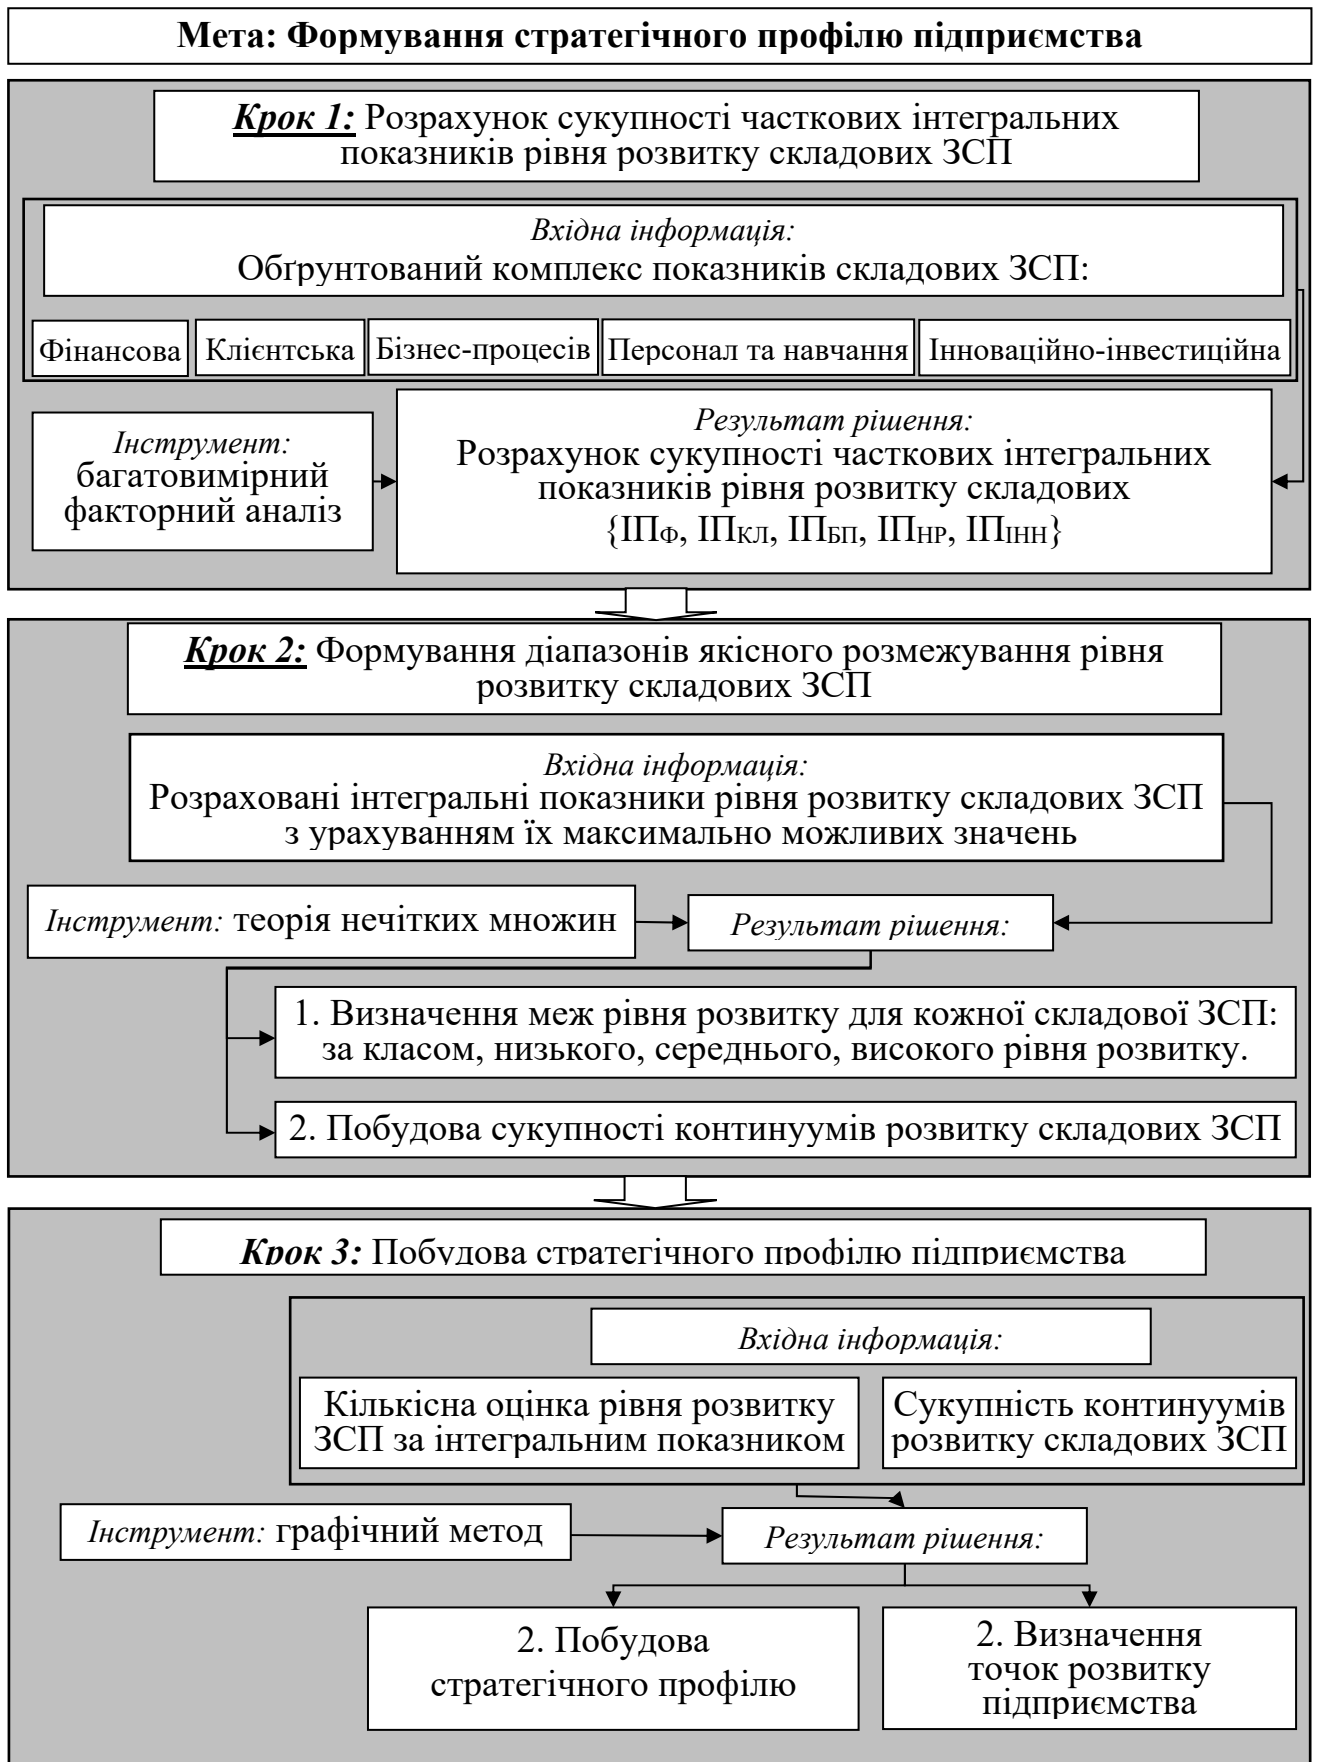 Мета: Формування стратегічного профілю підприємства
Крок 1: Розрахунок сукупності часткових інтегральних
показників рівня розвитку складових ЗСП
Вхідна інформація:
Обґрунтований комплекс показників складових ЗСП:
Фінансова
Клієнтська
Бізнес-процесів
Персонал та навчання
Інноваційно-інвестиційна
Інструмент:
багатовимірний
факторний аналіз
Результат рішення:
Розрахунок сукупності часткових інтегральних
показників рівня розвитку складових
{ІПФ, ІПКЛ, ІПБП, ІПНР, ІПІНН}
Крок 2: Формування діапазонів якісного розмежування рівня
розвитку складових ЗСП
Вхідна інформація:
Розраховані інтегральні показники рівня розвитку складових ЗСП
з урахуванням їх максимально можливих значень
Інструмент: теорія нечітких множин
Результат рішення:
1. Визначення меж рівня розвитку для кожної складової ЗСП:
за класом, низького, середнього, високого рівня розвитку.
2. Побудова сукупності континуумів розвитку складових ЗСП
Крок 3: Побудова стратегічного профілю підприємства
Вхідна інформація:
Кількісна оцінка рівня розвитку
ЗСП за інтегральним показником
Сукупність континуумів
розвитку складових ЗСП
Інструмент: графічний метод
Результат рішення:
2. Побудова
стратегічного профілю
2. Визначення
точок розвитку
підприємства